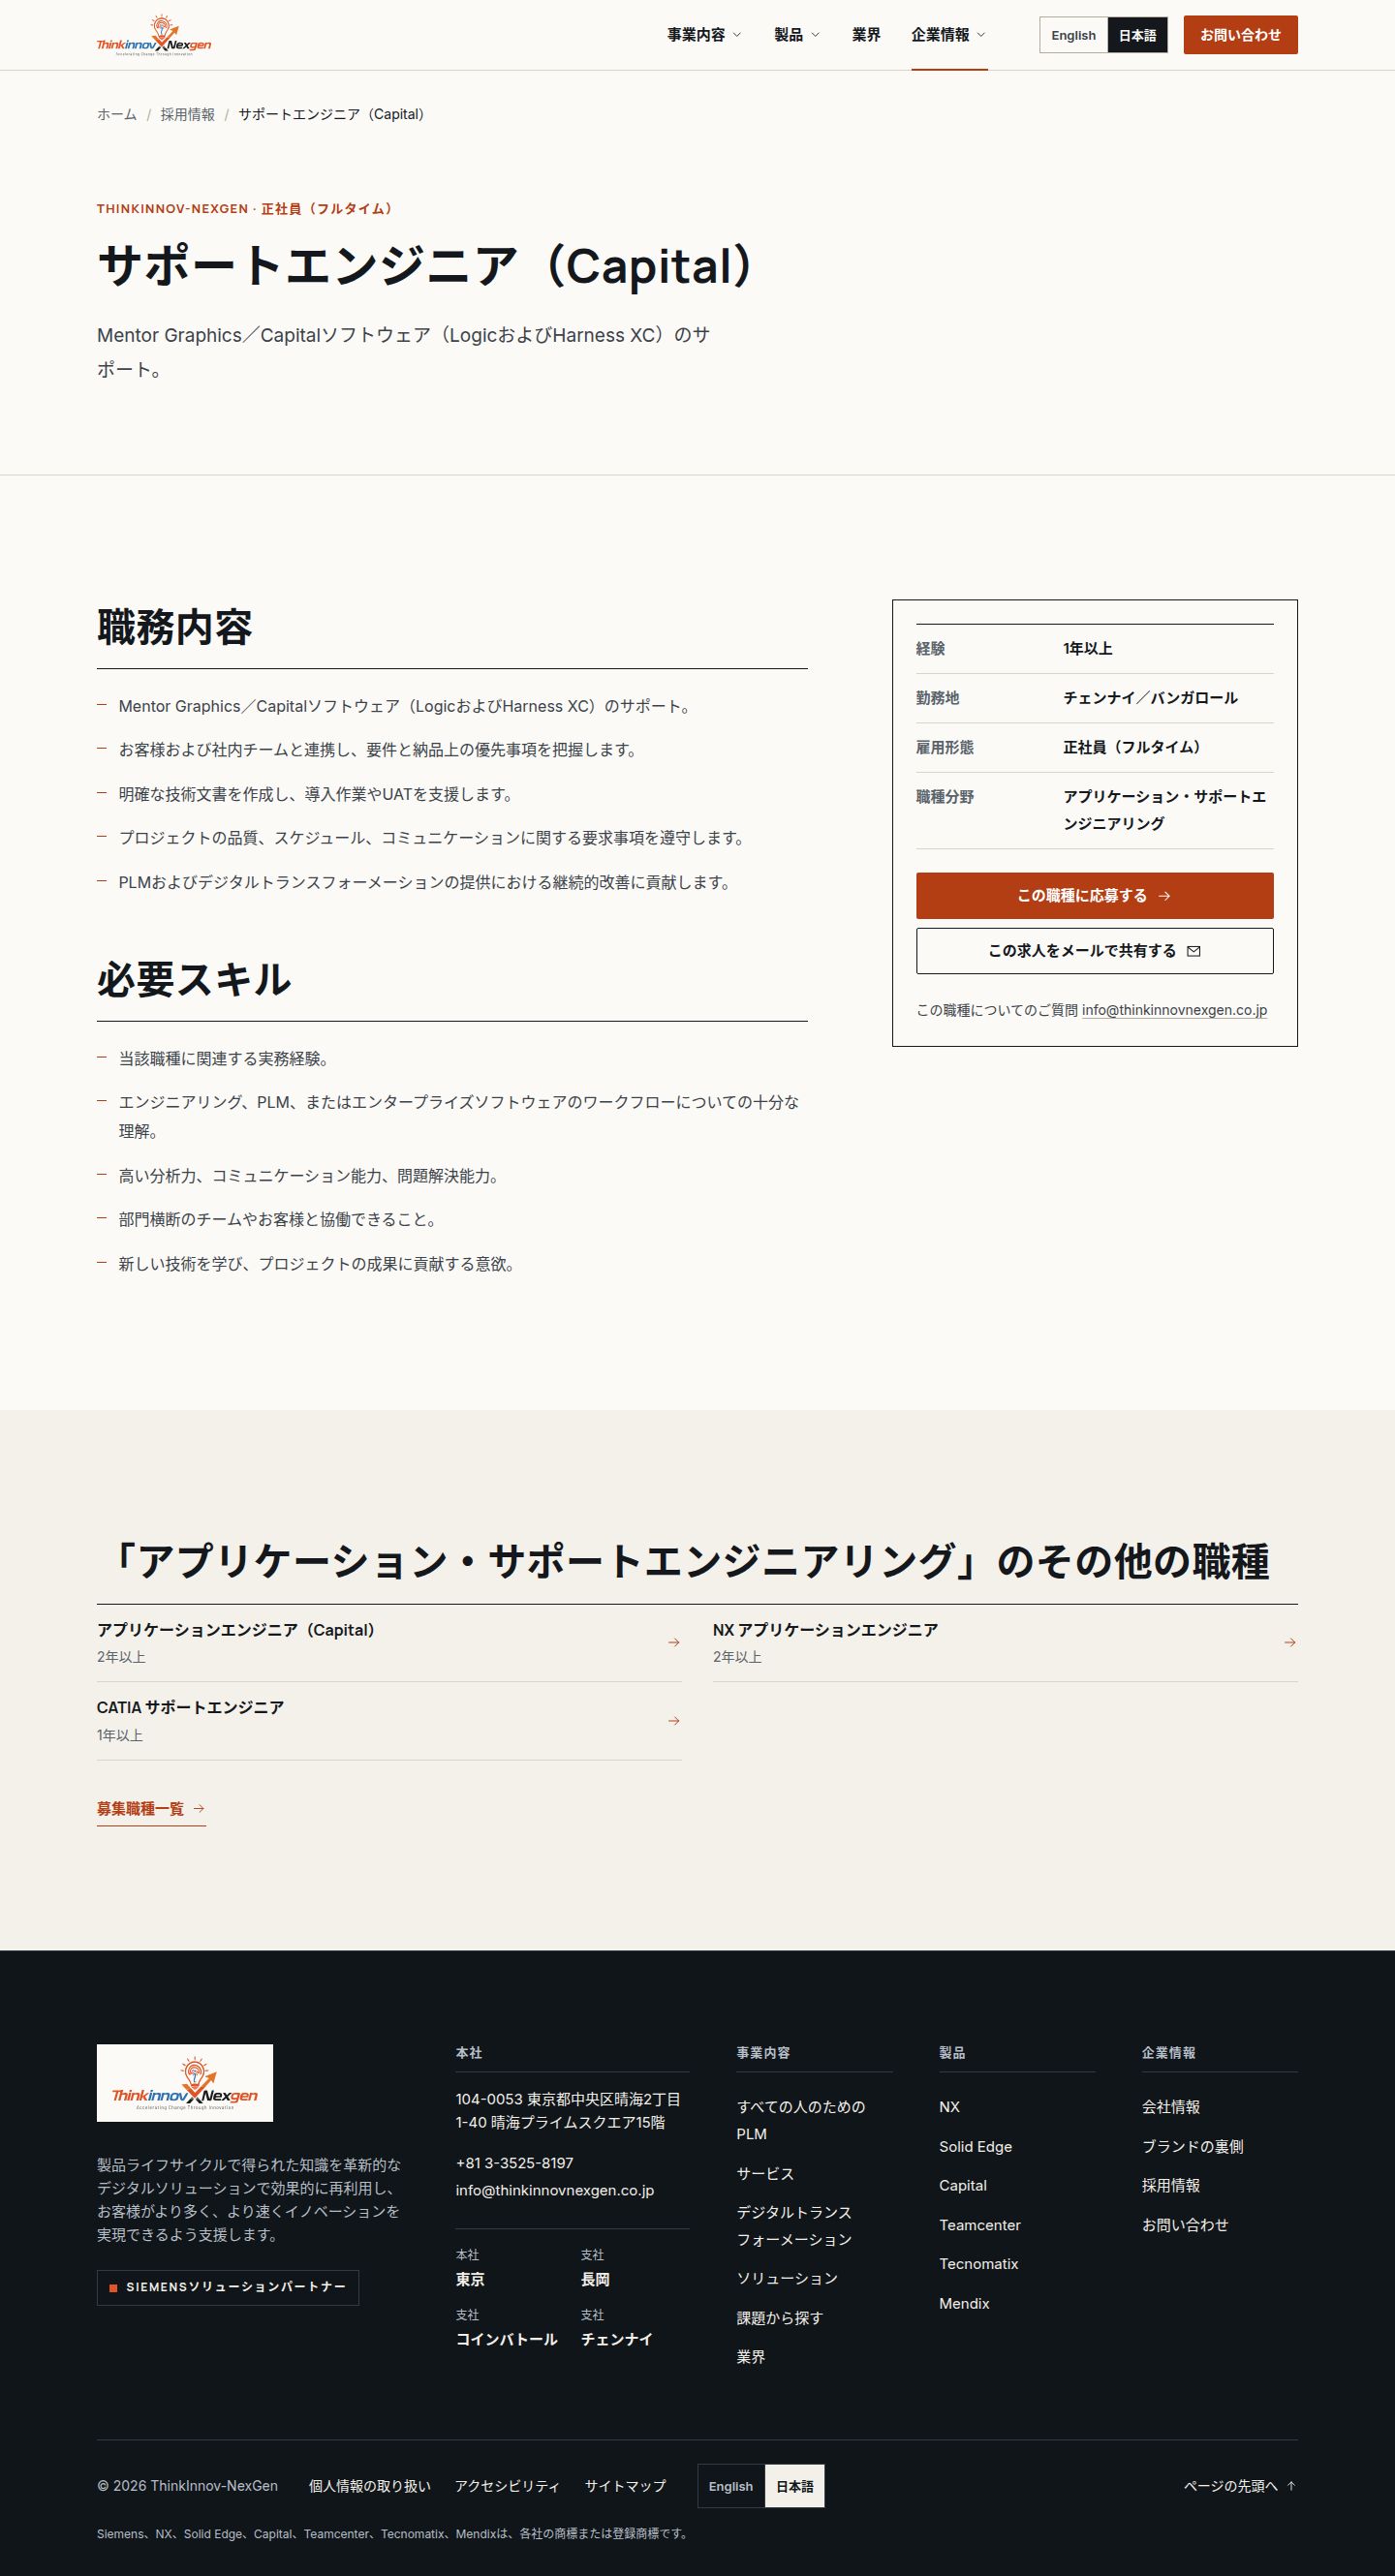 ThinkinnovXNexgen
Accelerating Change Through Innovation
事業内容
製品
業界
企業情報
English
日本語
お問い合わせ
ホーム / 採用情報 / サポートエンジニア（Capital）
THINKINNOV-NEXGEN · 正社員（フルタイム）
サポートエンジニア（Capital）
Mentor Graphics／Capitalソフトウェア（LogicおよびHarness XC）のサ
ポート。
職務内容
Mentor Graphics／Capitalソフトウェア（LogicおよびHarness XC）のサポート。
お客様および社内チームと連携し、要件と納品上の優先事項を把握します。
明確な技術文書を作成し、導入作業やUATを支援します。
プロジェクトの品質、スケジュール、コミュニケーションに関する要求事項を遵守します。
PLMおよびデジタルトランスフォーメーションの提供における継続的改善に貢献します。
必要スキル
当該職種に関連する実務経験。
エンジニアリング、PLM、またはエンタープライズソフトウェアのワークフローについての十分な
理解。
高い分析力、コミュニケーション能力、問題解決能力。
部門横断のチームやお客様と協働できること。
新しい技術を学び、プロジェクトの成果に貢献する意欲。
経験 1年以上
勤務地 チェンナイ／バンガロール
雇用形態 正社員（フルタイム）
職種分野 アプリケーション・サポートエ
ンジニアリング
この職種に応募する →
この求人をメールで共有する
この職種についてのご質問 info@thinkinnovnexgen.co.jp
「アプリケーション・サポートエンジニアリング」のその他の職種
アプリケーションエンジニア（Capital）
2年以上
→
NX アプリケーションエンジニア
2年以上
→
CATIA サポートエンジニア
1年以上
→
募集職種一覧 →
ThinkinnovXNexgen
Accelerating Change Through Innovation
製品ライフサイクルで得られた知識を革新的な
デジタルソリューションで効果的に再利用し、
お客様がより多く、より速くイノベーションを
実現できるよう支援します。
SIEMENSソリューションパートナー
本社
104-0053 東京都中央区晴海2丁目
1-40 晴海プライムスクエア15階
+81 3-3525-8197
info@thinkinnovnexgen.co.jp
本社
東京
支社
長岡
支社
コインバトール
支社
チェンナイ
事業内容
すべての人のための
PLM
サービス
デジタルトランス
フォーメーション
ソリューション
課題から探す
業界
製品
NX
Solid Edge
Capital
Teamcenter
Tecnomatix
Mendix
企業情報
会社情報
ブランドの裏側
採用情報
お問い合わせ
© 2026 ThinkInnov-NexGen
個人情報の取り扱い
アクセシビリティ
サイトマップ
English
日本語
ページの先頭へ ↑
Siemens、NX、Solid Edge、Capital、Teamcenter、Tecnomatix、Mendixは、各社の商標または登録商標です。